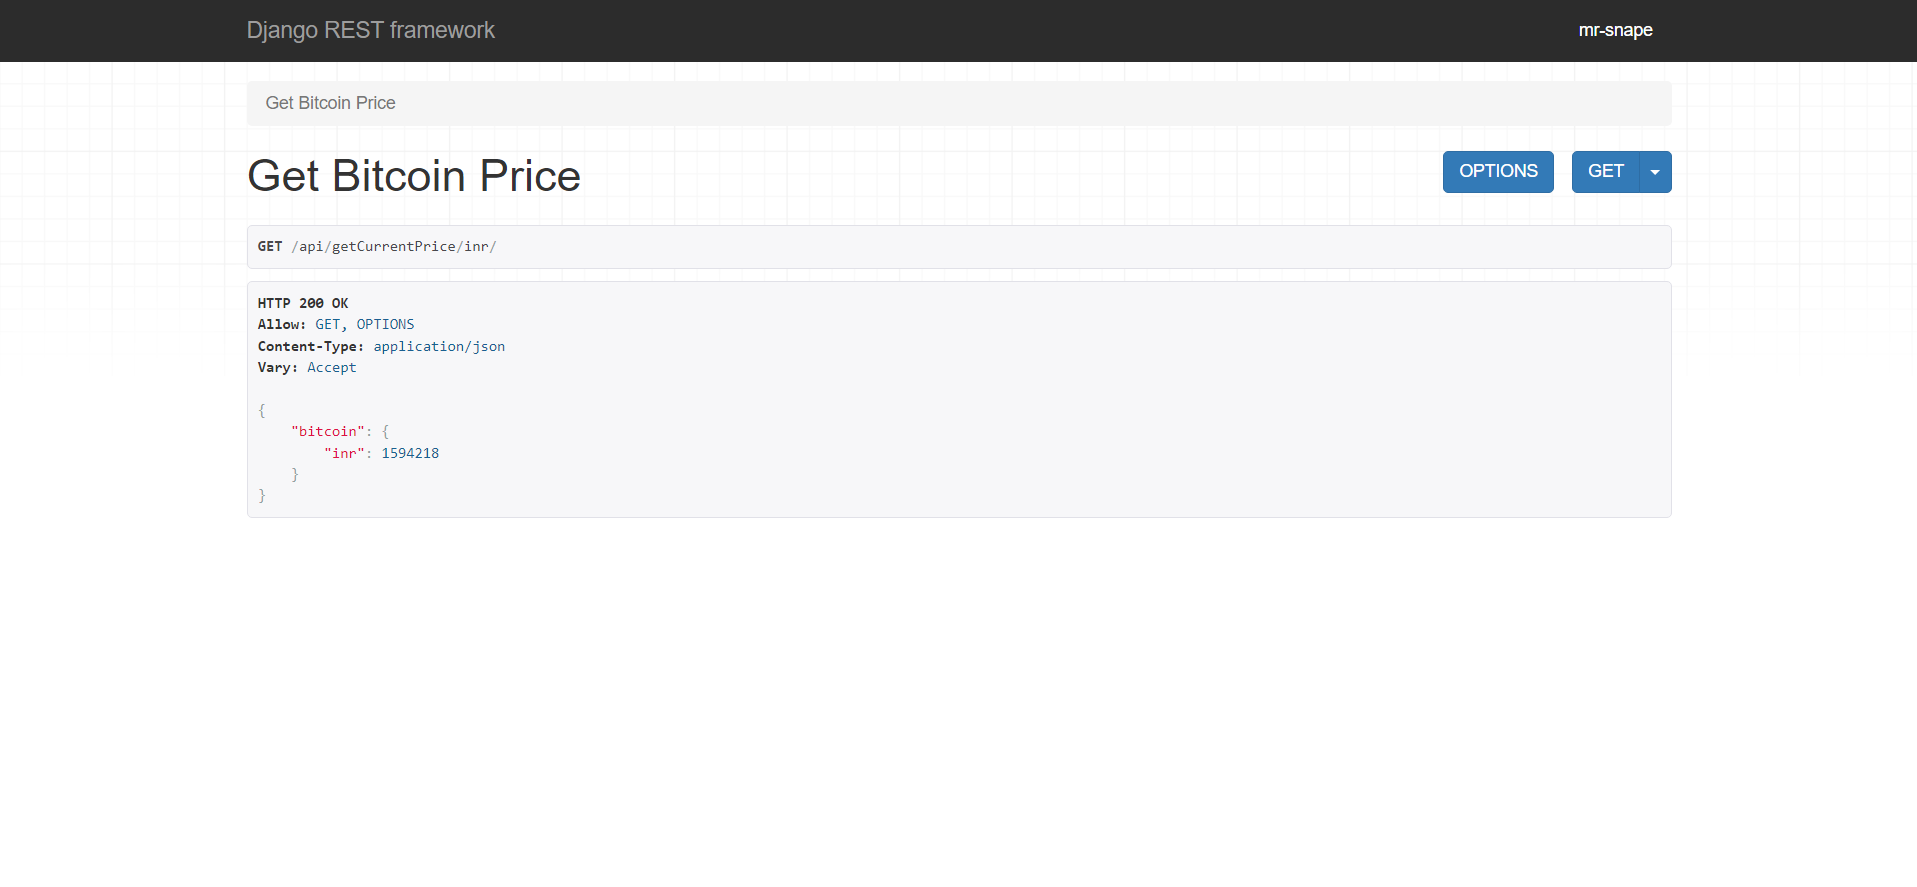 Django REST framework
mr-snape
Get Bitcoin Price
Get Bitcoin Price
OPTIONS
GET
GET /api/getCurrentPrice/inr/
HTTP 200 OK
Allow: GET, OPTIONS
Content-Type: application/json
Vary: Accept
{
    "bitcoin": {
        "inr": 1594218
    }
}